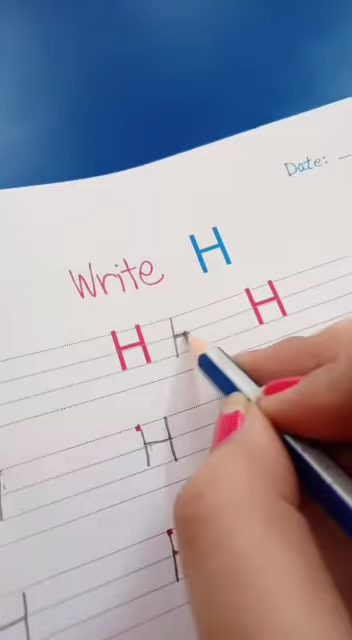 Date:
Write H
H H H
H